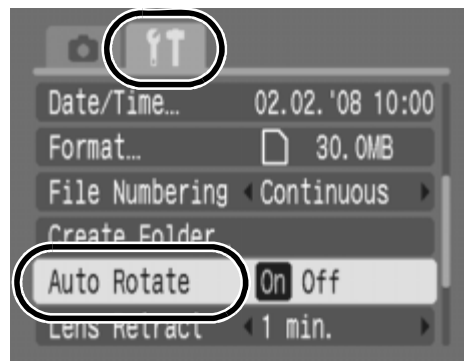 Date/Time... 02.02.'08 10:00
Format... 30.0MB
File Numbering Continuous
Create Folder
Auto Rotate On Off
Lens Retract 1 min.